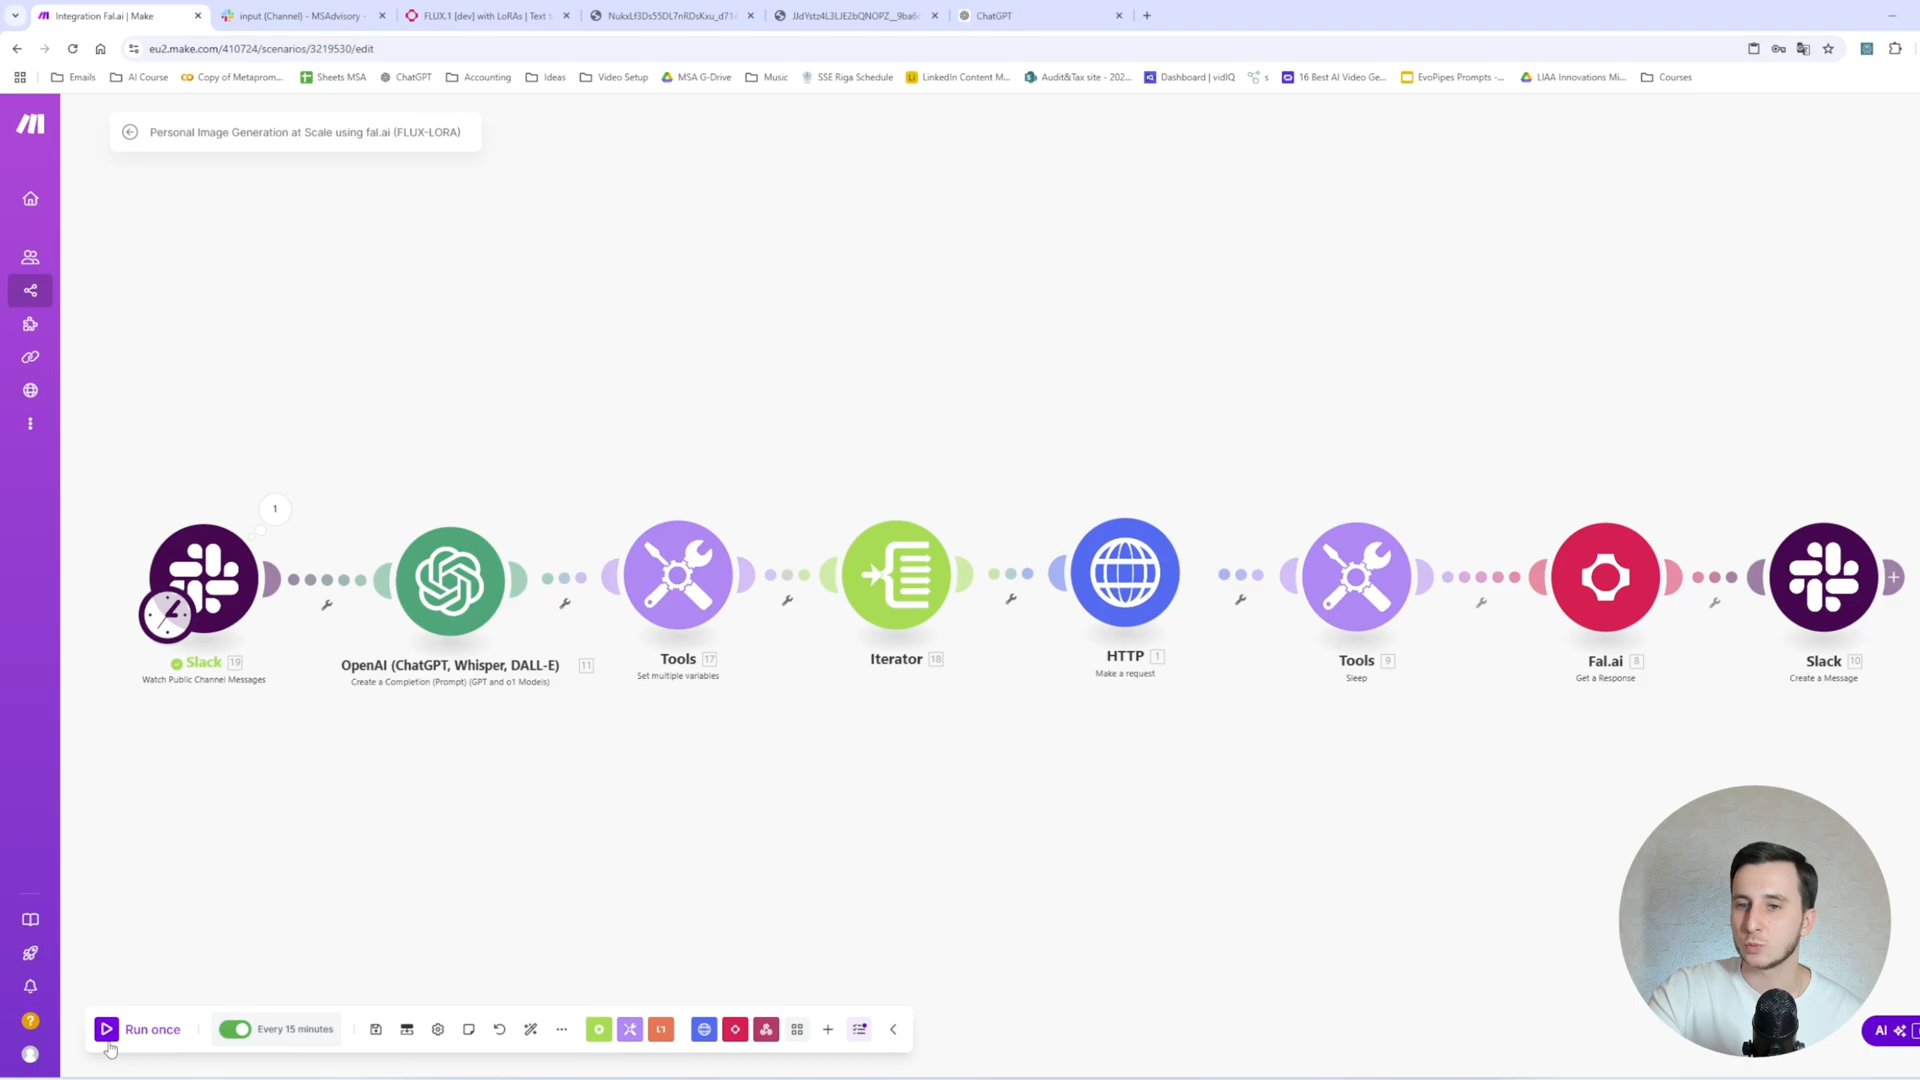 Integration Fal.ai | Make
input (Channel) - MSAdvisory -
FLUX.1 [dev] with LoRAs | Text t
ChatGPT
eu2.make.com/410724/scenarios/3219530/edit
Emails
AI Course
Copy of Metaprom...
Sheets MSA
ChatGPT
Accounting
Ideas
Video Setup
MSA G-Drive
Music
SSE Riga Schedule
LinkedIn Content M...
Audit&Tax site - 202...
Dashboard | vidIQ
s
16 Best AI Video Ge...
EvoPipes Prompts -...
LIAA Innovations Mi...
Courses
Personal Image Generation at Scale using fal.ai (FLUX-LORA)
1
Slack 19
Watch Public Channel Messages
OpenAI (ChatGPT, Whisper, DALL-E) 11
Create a Completion (Prompt) (GPT and o1 Models)
Tools 17
Set multiple variables
Iterator 18
HTTP 1
Make a request
Tools 9
Sleep
Fal.ai 8
Get a Response
Slack 10
Create a Message
Run once
Every 15 minutes
AI